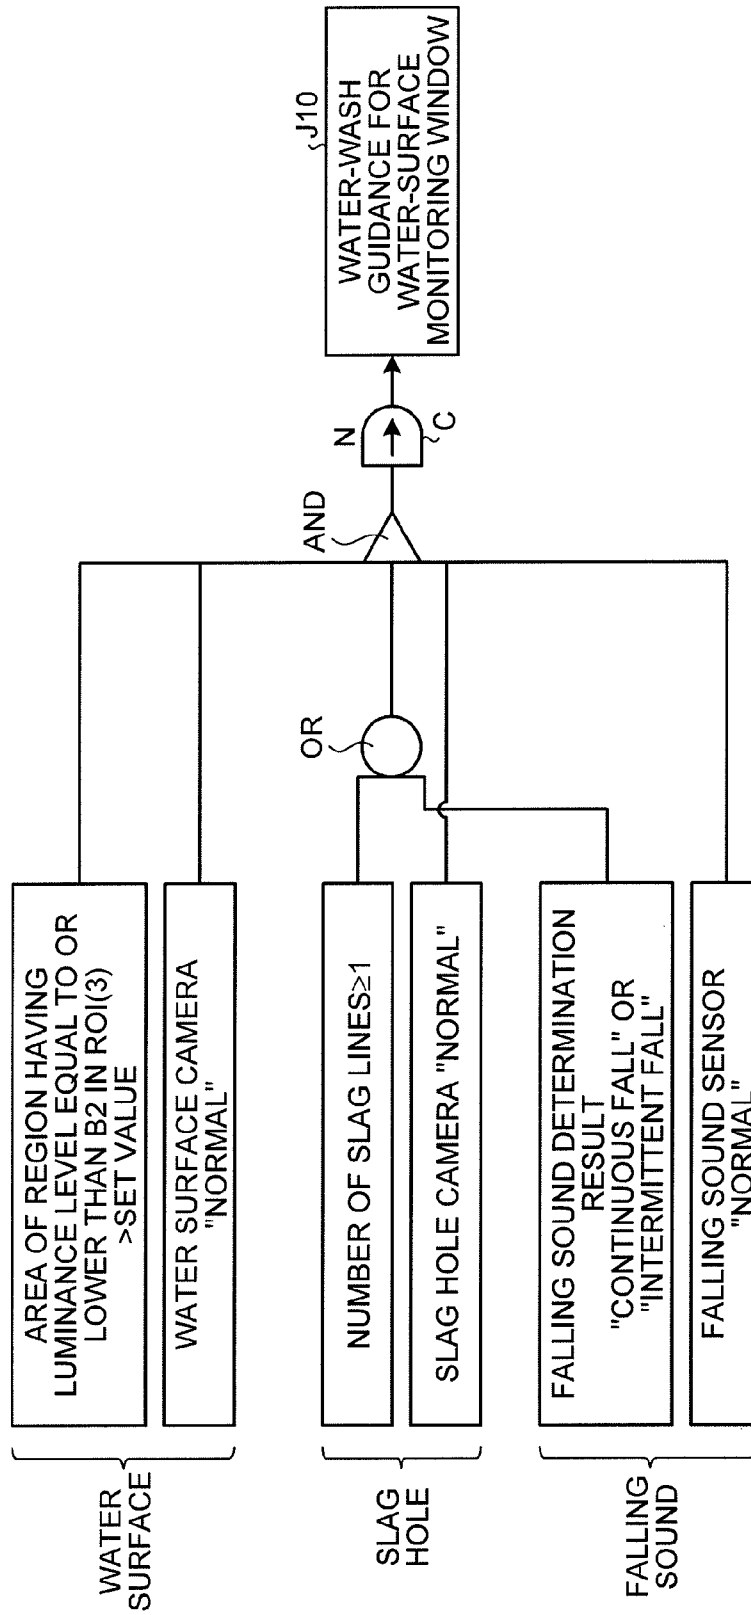 WATER
SURFACE
AREA OF REGION HAVING
LUMINANCE LEVEL EQUAL TO OR
LOWER THAN B2 IN ROI(3)
>SET VALUE
WATER SURFACE CAMERA
"NORMAL"
SLAG
HOLE
NUMBER OF SLAG LINES≥1
SLAG HOLE CAMERA "NORMAL"
FALLING
SOUND
FALLING SOUND DETERMINATION
RESULT
"CONTINUOUS FALL" OR
"INTERMITTENT FALL"
FALLING SOUND SENSOR
"NORMAL"
OR
AND
N
C
J10
WATER-WASH
GUIDANCE FOR
WATER-SURFACE
MONITORING WINDOW